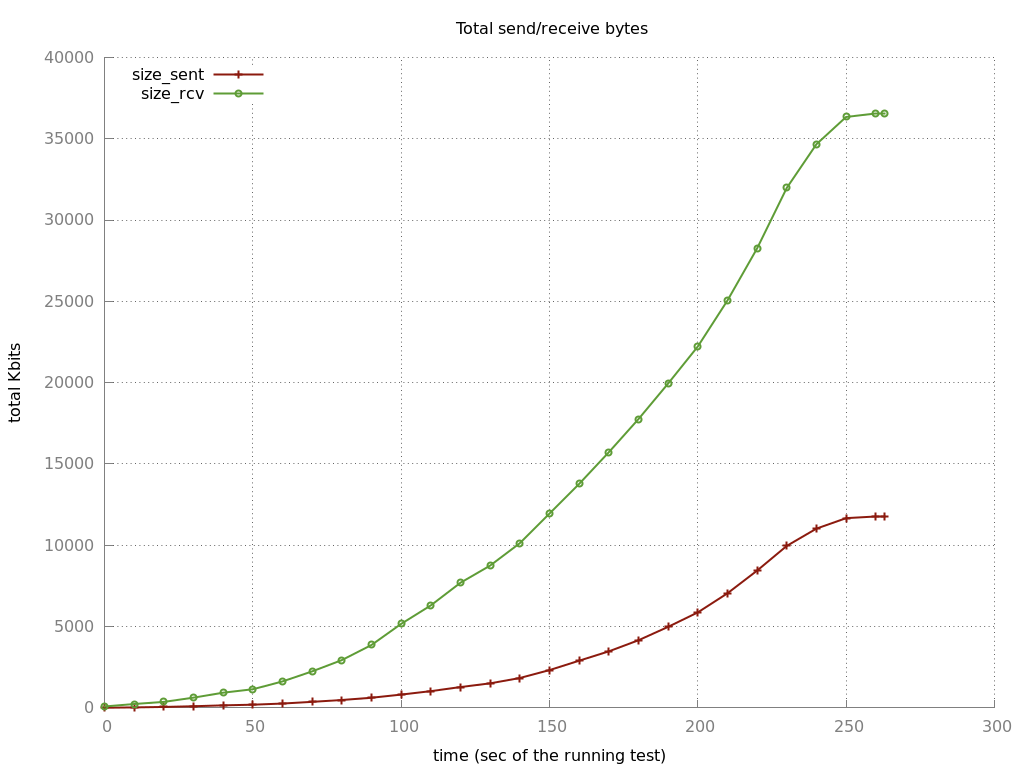 Total send/receive bytes
40000
size_sent
size_rcv
35000
30000
25000
20000
total Kbits
15000
10000
5000
0
0 50 100 150 200 250 300
time (sec of the running test)